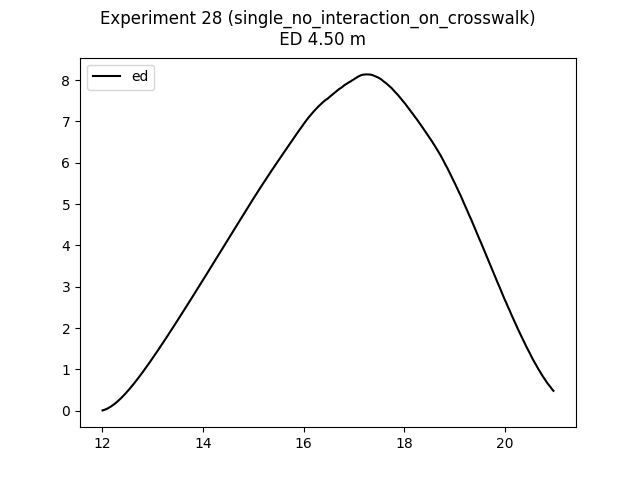 Experiment 28 (single_no_interaction_on_crosswalk)
ED 4.50 m
ed
8
7
6
5
4
3
2
1
0
12 14 16 18 20